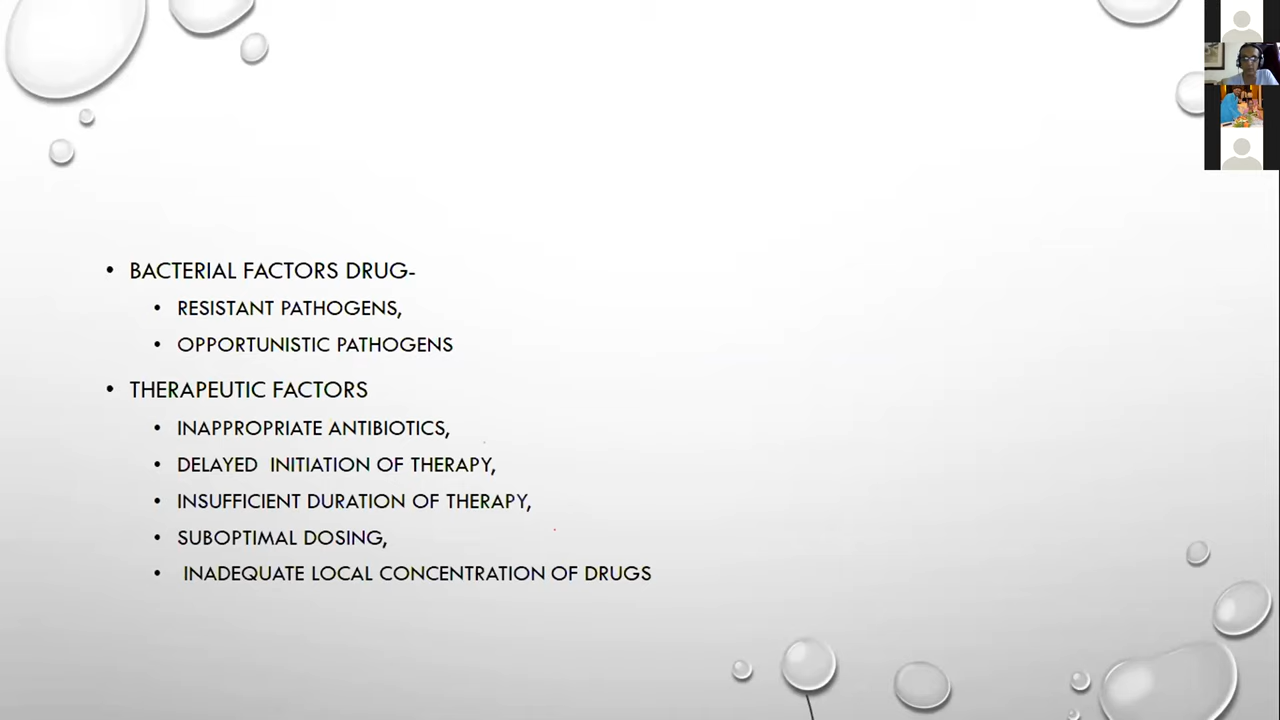 BACTERIAL FACTORS DRUG-
RESISTANT PATHOGENS,
OPPORTUNISTIC PATHOGENS
THERAPEUTIC FACTORS
INAPPROPRIATE ANTIBIOTICS,
DELAYED INITIATION OF THERAPY,
INSUFFICIENT DURATION OF THERAPY,
SUBOPTIMAL DOSING,
INADEQUATE LOCAL CONCENTRATION OF DRUGS